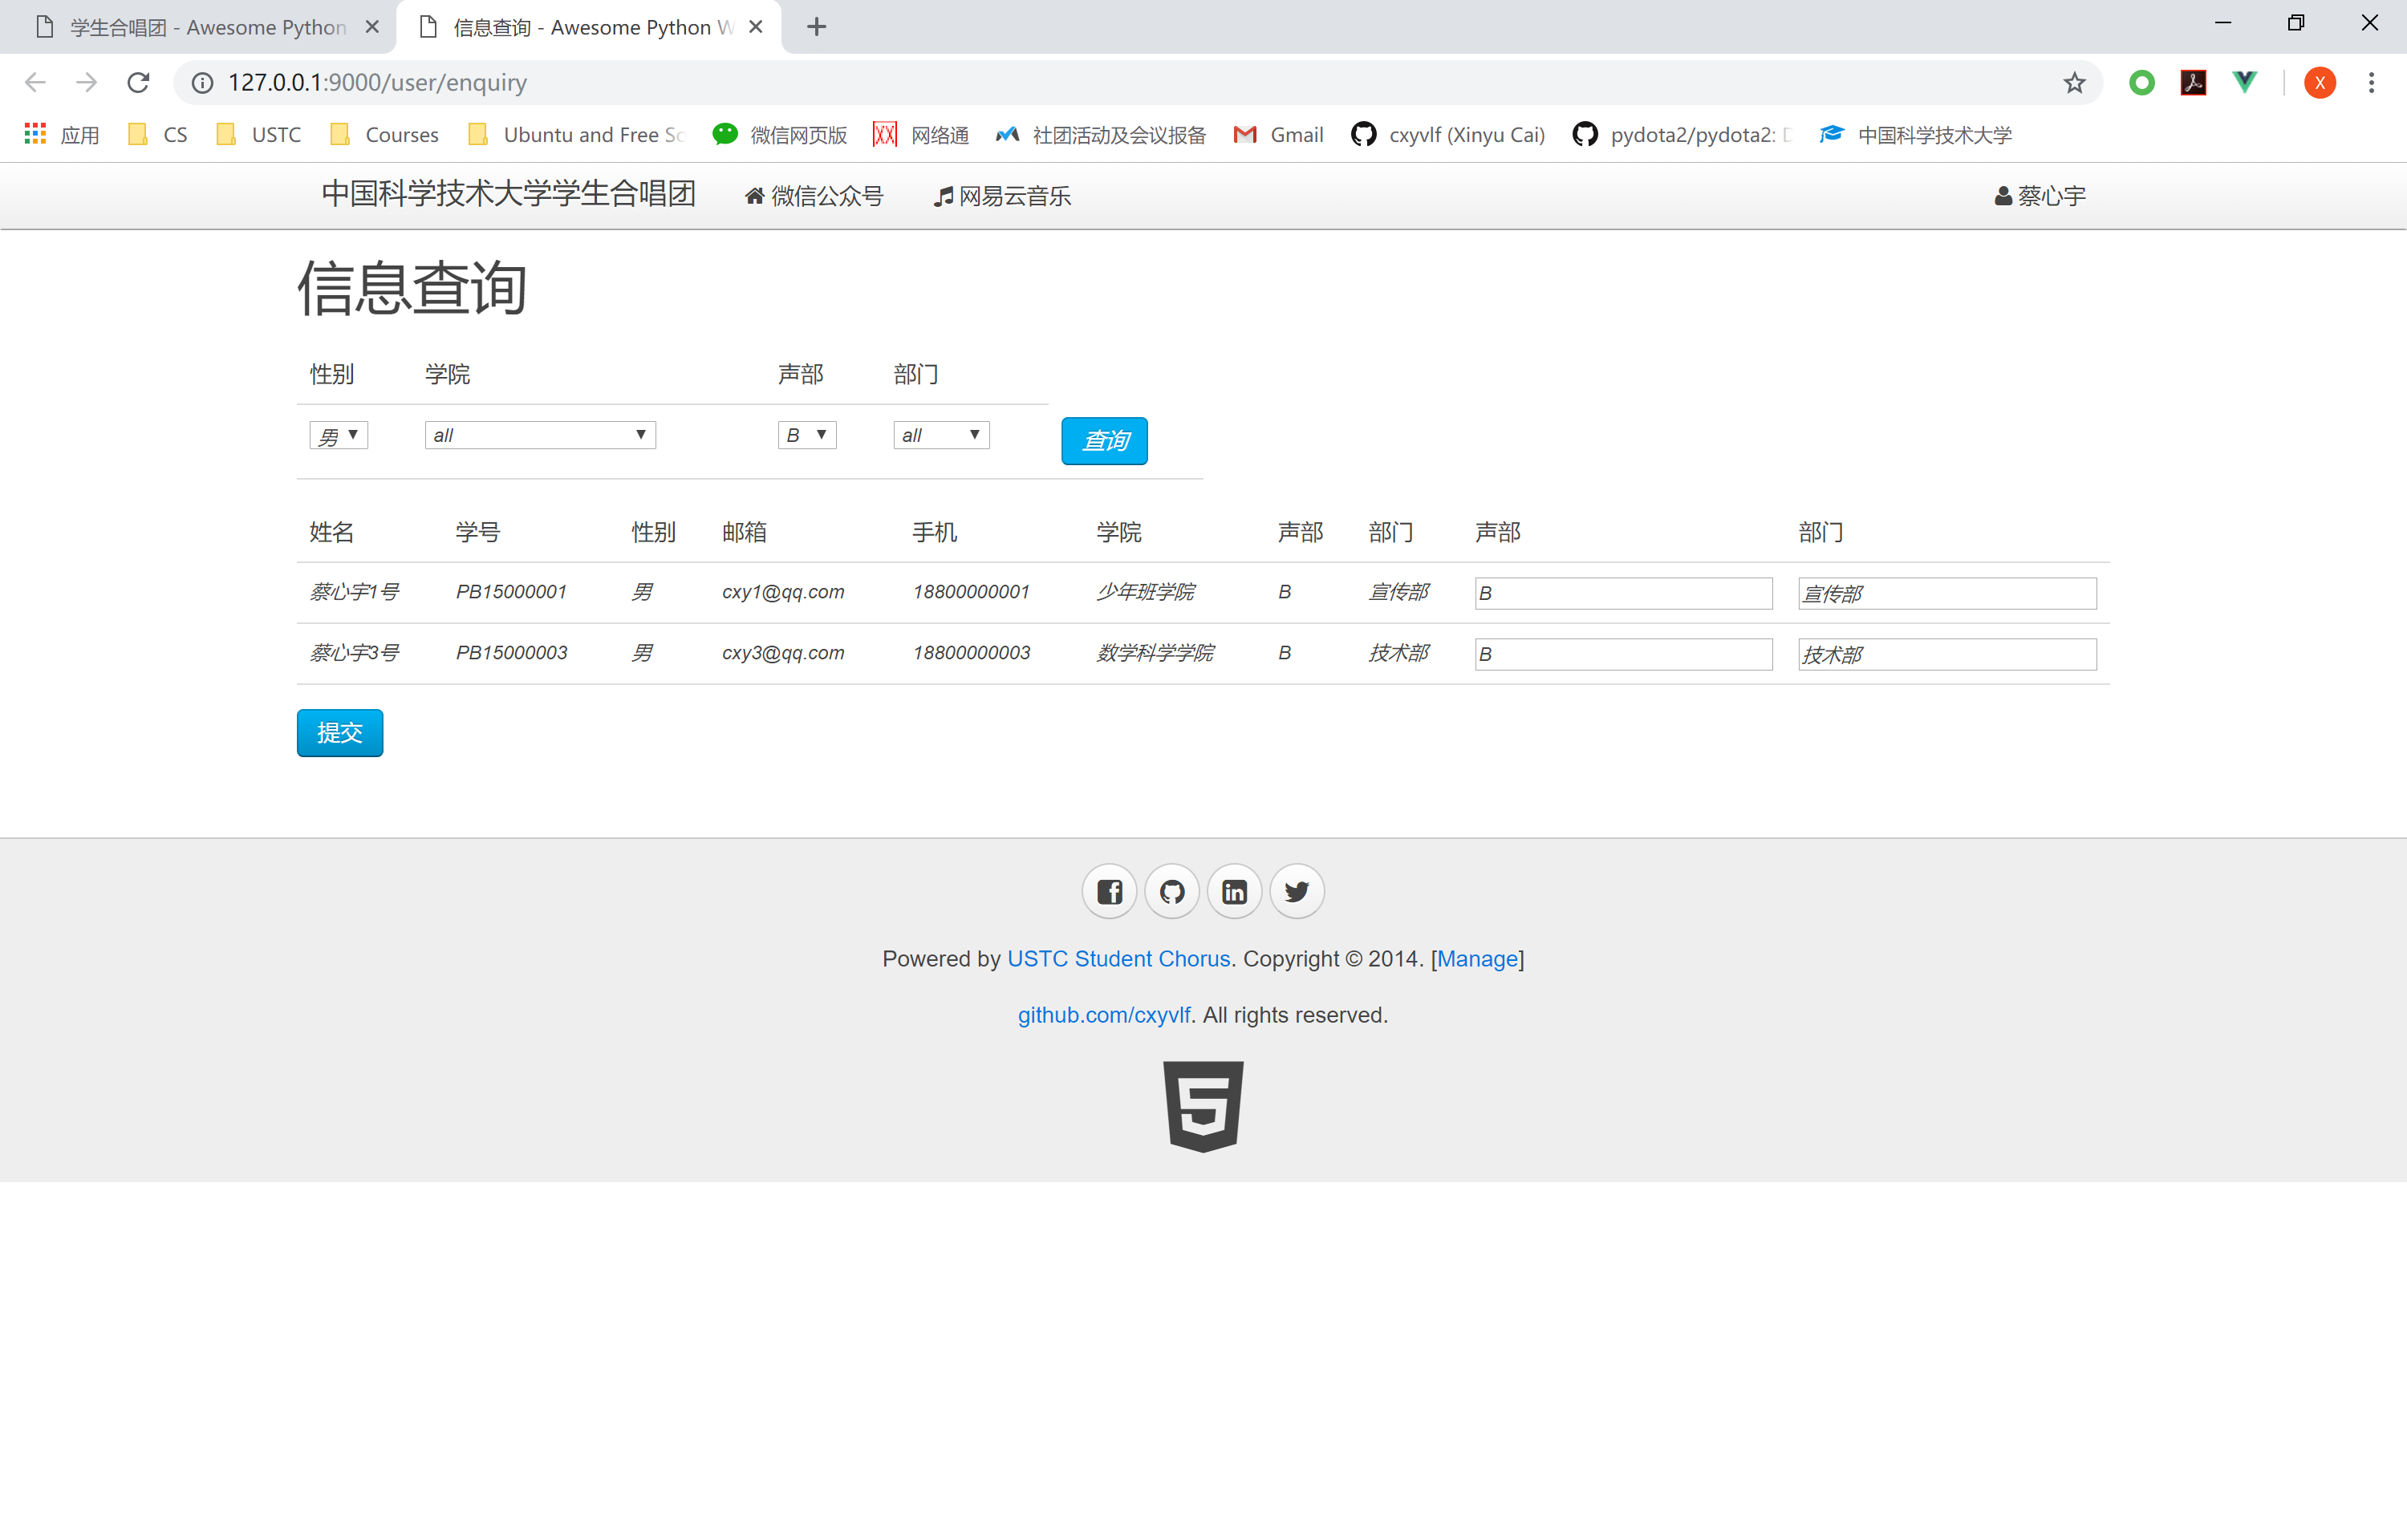 学生合唱团 - Awesome Python
信息查询 - Awesome Python W
127.0.0.1:9000/user/enquiry
X
应用 CS USTC Courses Ubuntu and Free So 微信网页版 网络通 社团活动及会议报备 Gmail cxyvlf (Xinyu Cai) pydota2/pydota2: D 中国科学技术大学
中国科学技术大学学生合唱团 微信公众号 网易云音乐 蔡心宇
信息查询
性别 学院 声部 部门
男 all B all 查询
姓名 学号 性别 邮箱 手机 学院 声部 部门 声部 部门
蔡心宇1号 PB15000001 男 cxy1@qq.com 18800000001 少年班学院 B 宣传部 B 宣传部
蔡心宇3号 PB15000003 男 cxy3@qq.com 18800000003 数学科学学院 B 技术部 B 技术部
提交
Powered by USTC Student Chorus. Copyright © 2014. [Manage]
github.com/cxyvlf. All rights reserved.